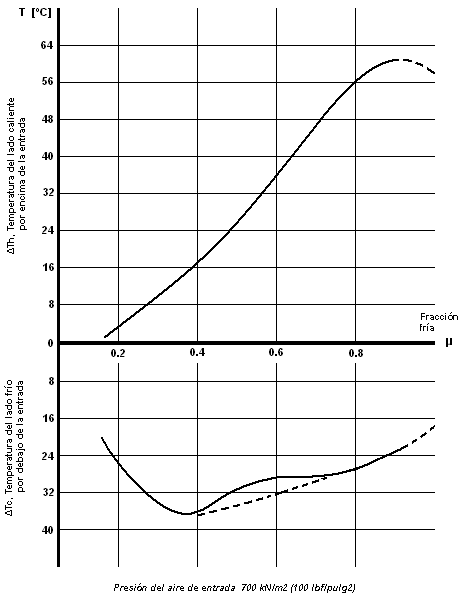 T [°C]
64
56
48
40
32
24
16
8
0
ΔTh, Temperatura del lado caliente
por encima de la entrada
0.2
0.4
0.6
0.8
Fracción
fría
μ
8
16
24
32
40
ΔTc, Temperatura del lado frío
por debajo de la entrada
Presión del aire de entrada 700 kN/m2 (100 lbf/pulg2)